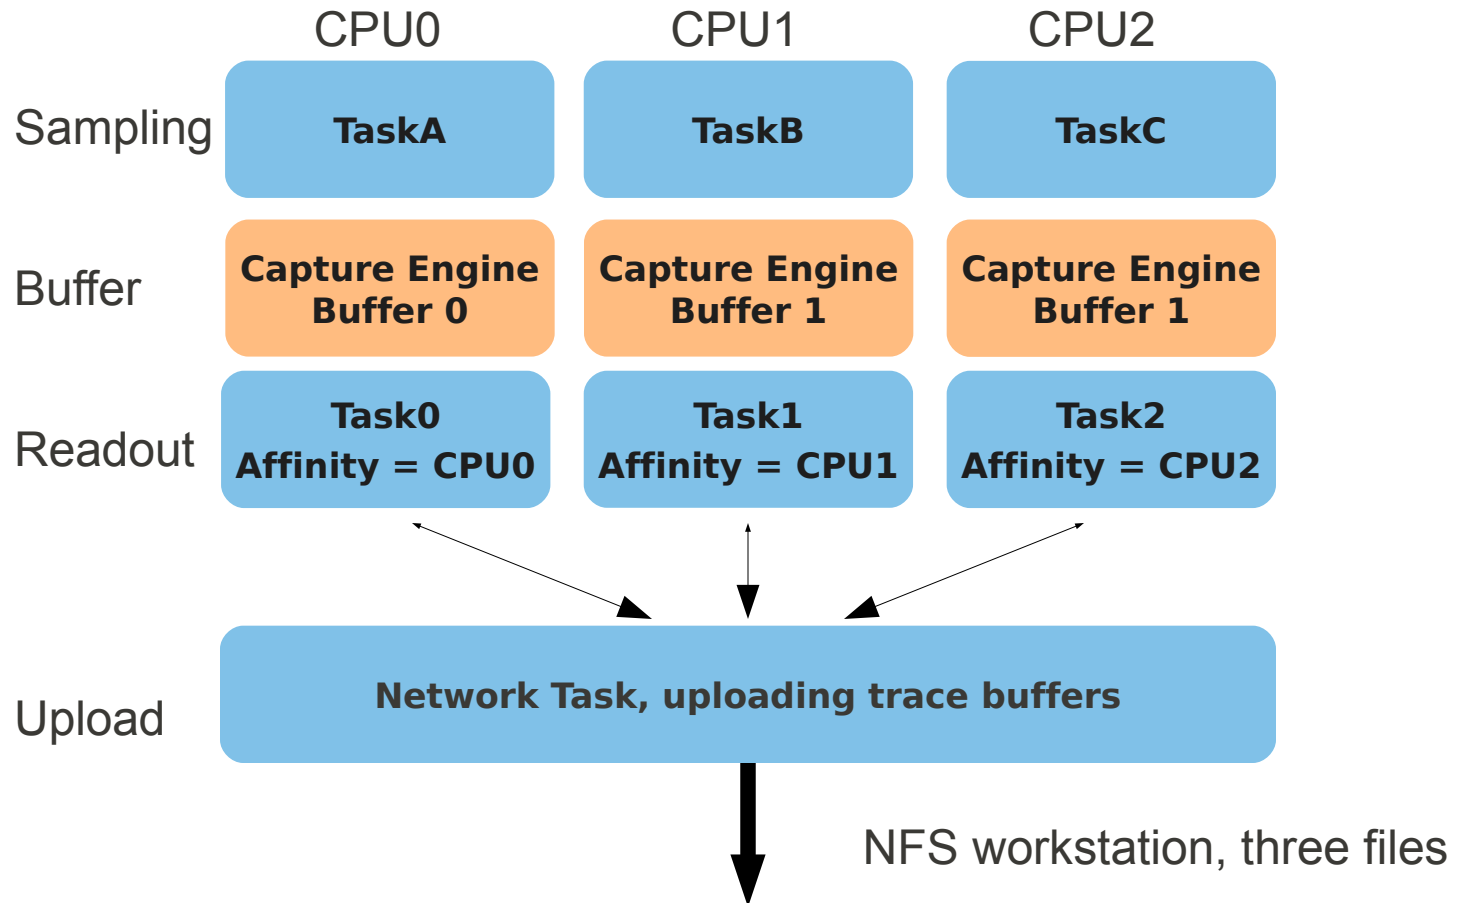 CPU0 CPU1 CPU2
Sampling TaskA TaskB TaskC
Buffer
Capture Engine Buffer 0
Capture Engine Buffer 1
Capture Engine Buffer 1
Readout
Task0
Affinity = CPU0
Task1
Affinity = CPU1
Task2
Affinity = CPU2
Upload
Network Task, uploading trace buffers
NFS workstation, three files